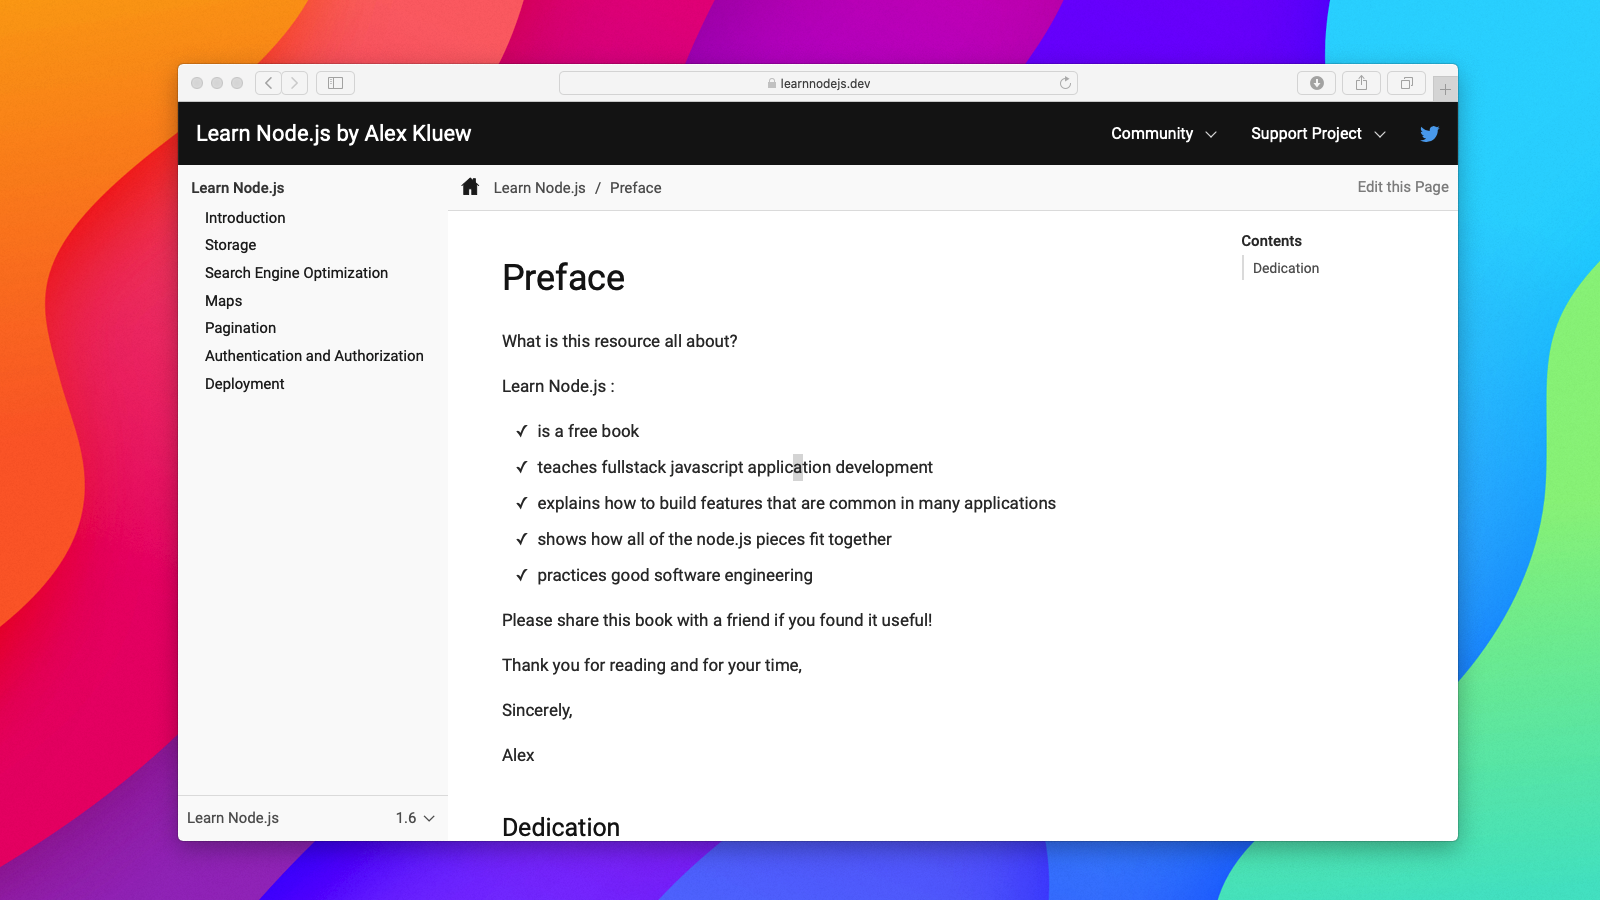 learnnodejs.dev
Learn Node.js by Alex Kluew
Community
Support Project
Learn Node.js
Introduction
Storage
Search Engine Optimization
Maps
Pagination
Authentication and Authorization
Deployment
Learn Node.js
1.6
Learn Node.js / Preface
Edit this Page
Preface
What is this resource all about?
Learn Node.js :
✓ is a free book
✓ teaches fullstack javascript application development
✓ explains how to build features that are common in many applications
✓ shows how all of the node.js pieces fit together
✓ practices good software engineering
Please share this book with a friend if you found it useful!
Thank you for reading and for your time,
Sincerely,
Alex
Dedication
Contents
Dedication